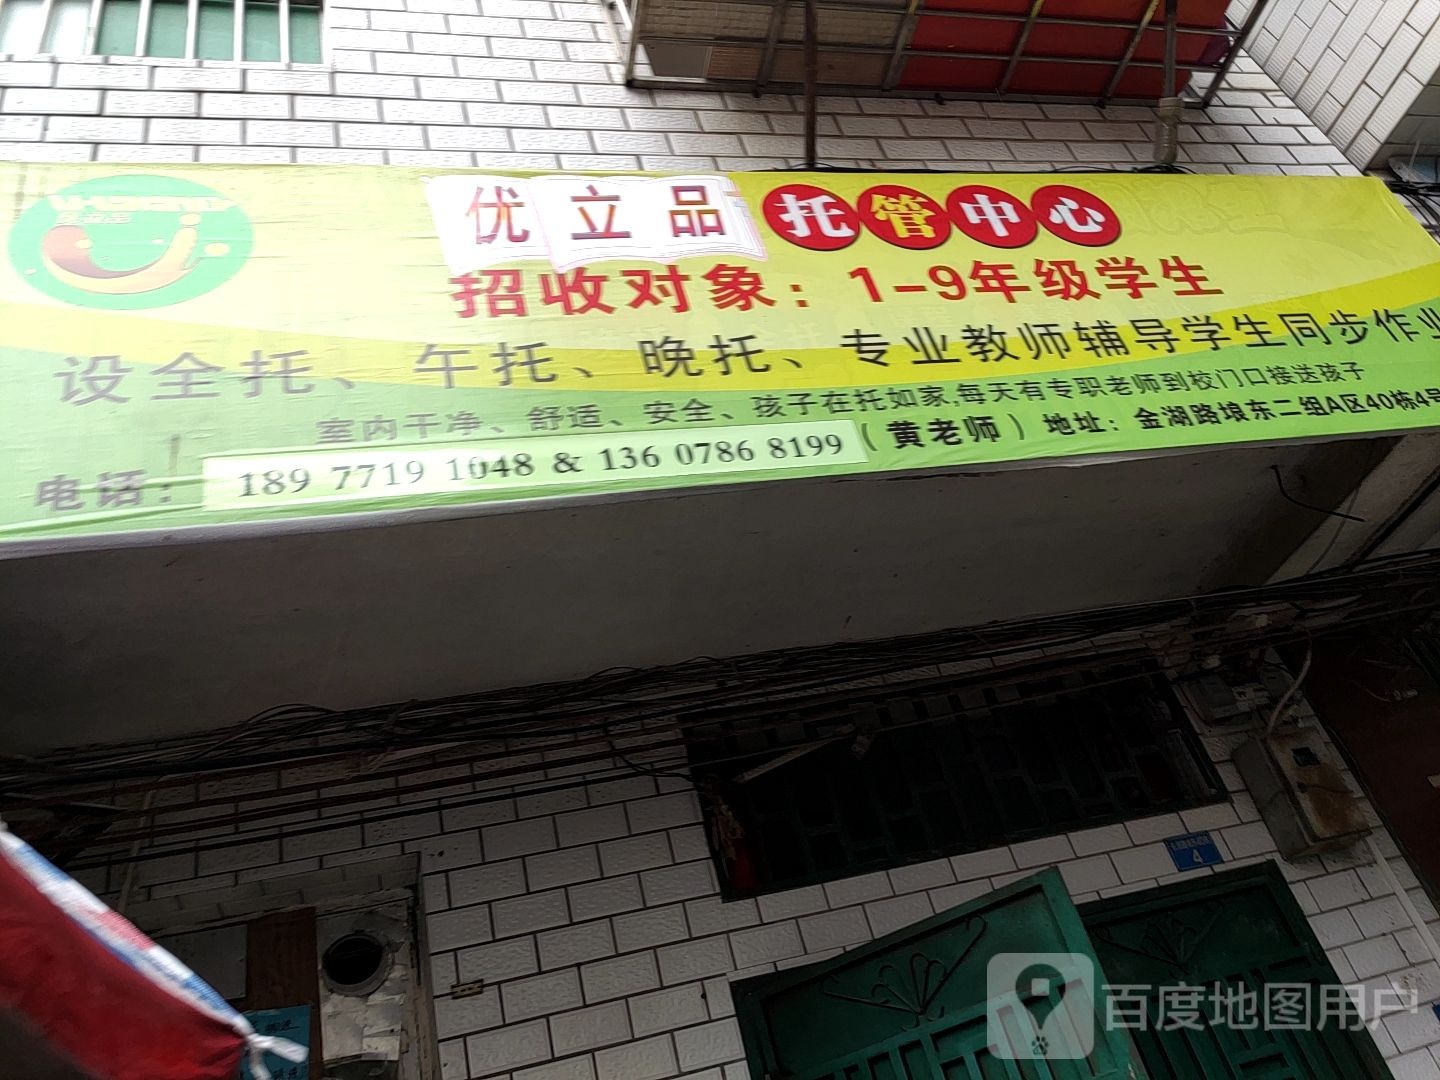 优立品托管中心
招收对象：1-9年级学生
设全托、午托、晚托、专业教师辅导学生同步作业
室内干净、舒适、安全、孩子在托如家,每天有专职老师到校门口接送孩子
电话：189 7719 1048 & 136 0786 8199（黄老师）地址：金湖路埌东二组A区40栋4号
4
百度地图用户